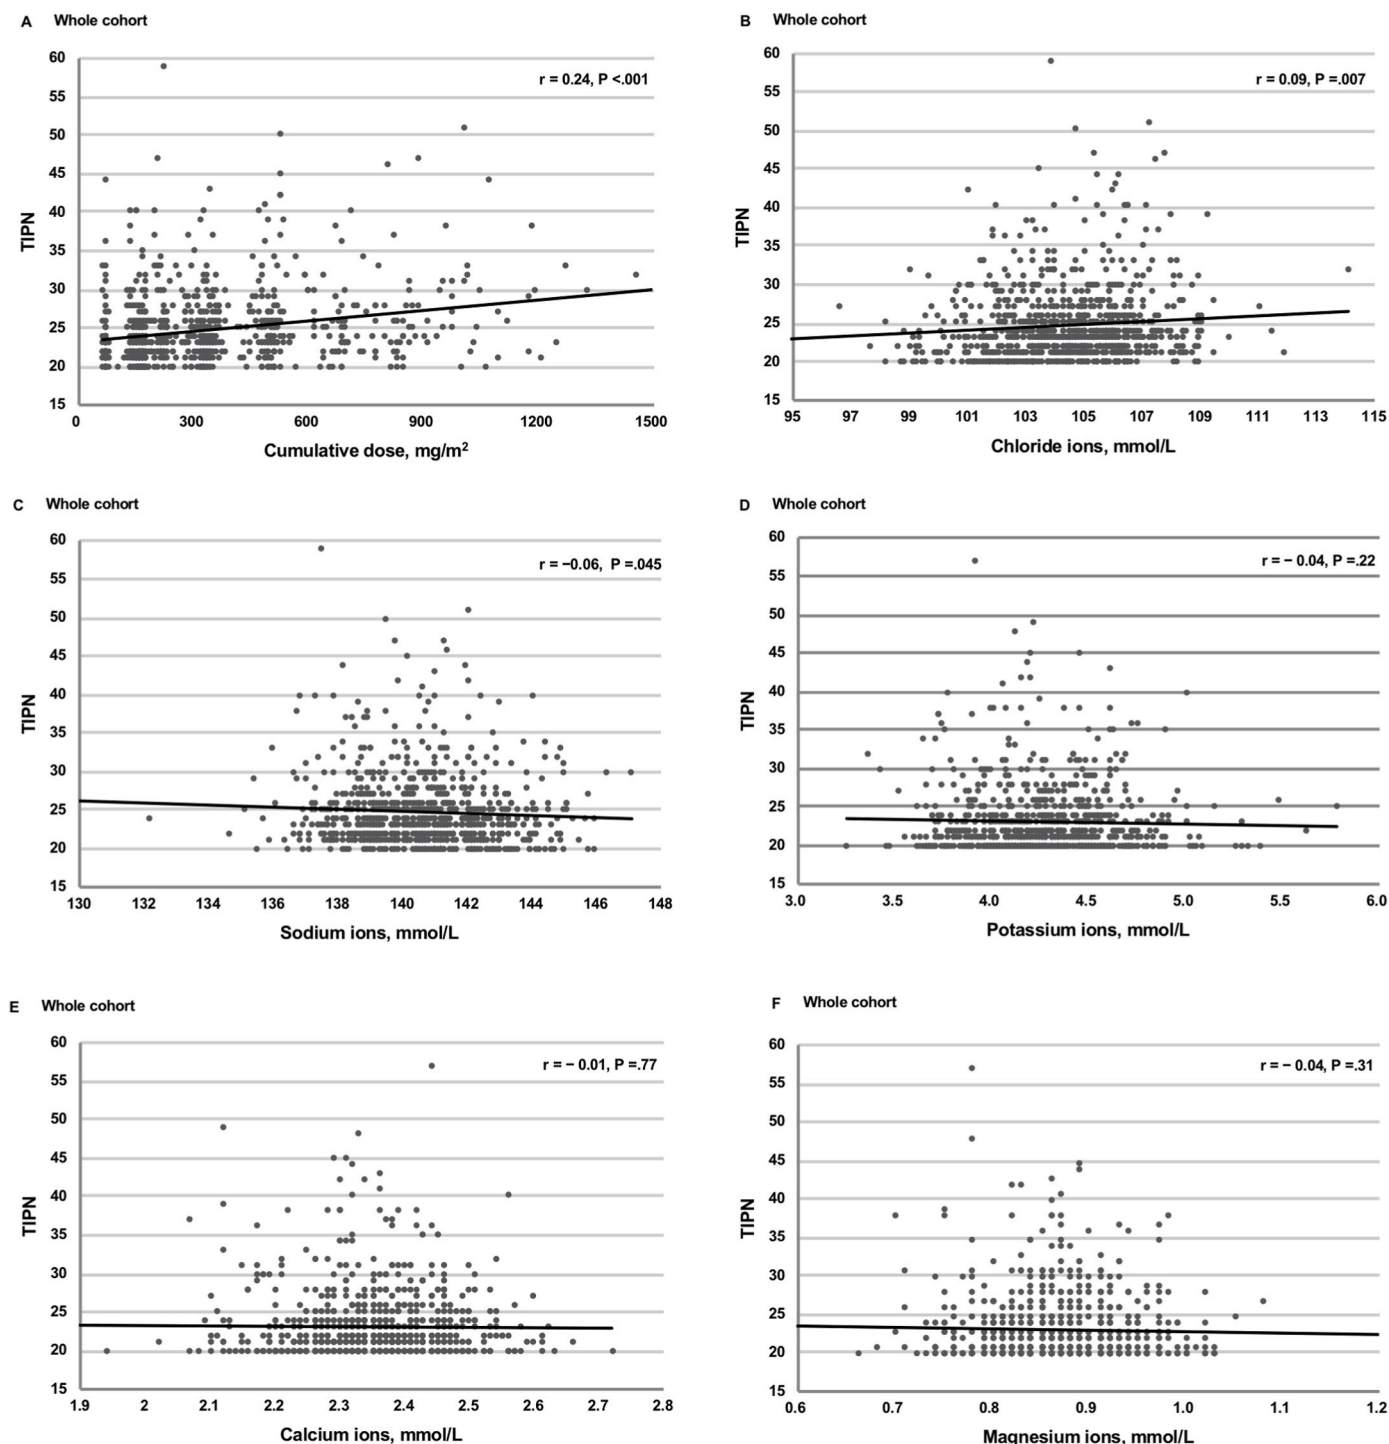 A Whole cohort
60
55
50
45
40
35
30
25
20
15
TIPN
r = 0.24, P <.001
0 300 600 900 1200 1500
Cumulative dose, mg/m²
B Whole cohort
60
55
50
45
40
35
30
25
20
15
TIPN
r = 0.09, P =.007
95 97 99 101 103 105 107 109 111 113 115
Chloride ions, mmol/L
C Whole cohort
60
55
50
45
40
35
30
25
20
15
TIPN
r = −0.06, P =.045
130 132 134 136 138 140 142 144 146 148
Sodium ions, mmol/L
D Whole cohort
60
55
50
45
40
35
30
25
20
15
TIPN
r = − 0.04, P =.22
3.0 3.5 4.0 4.5 5.0 5.5 6.0
Potassium ions, mmol/L
E Whole cohort
60
55
50
45
40
35
30
25
20
15
TIPN
r = − 0.01, P =.77
1.9 2 2.1 2.2 2.3 2.4 2.5 2.6 2.7 2.8
Calcium ions, mmol/L
F Whole cohort
60
55
50
45
40
35
30
25
20
15
TIPN
r = − 0.04, P =.31
0.6 0.7 0.8 0.9 1.0 1.1 1.2
Magnesium ions, mmol/L